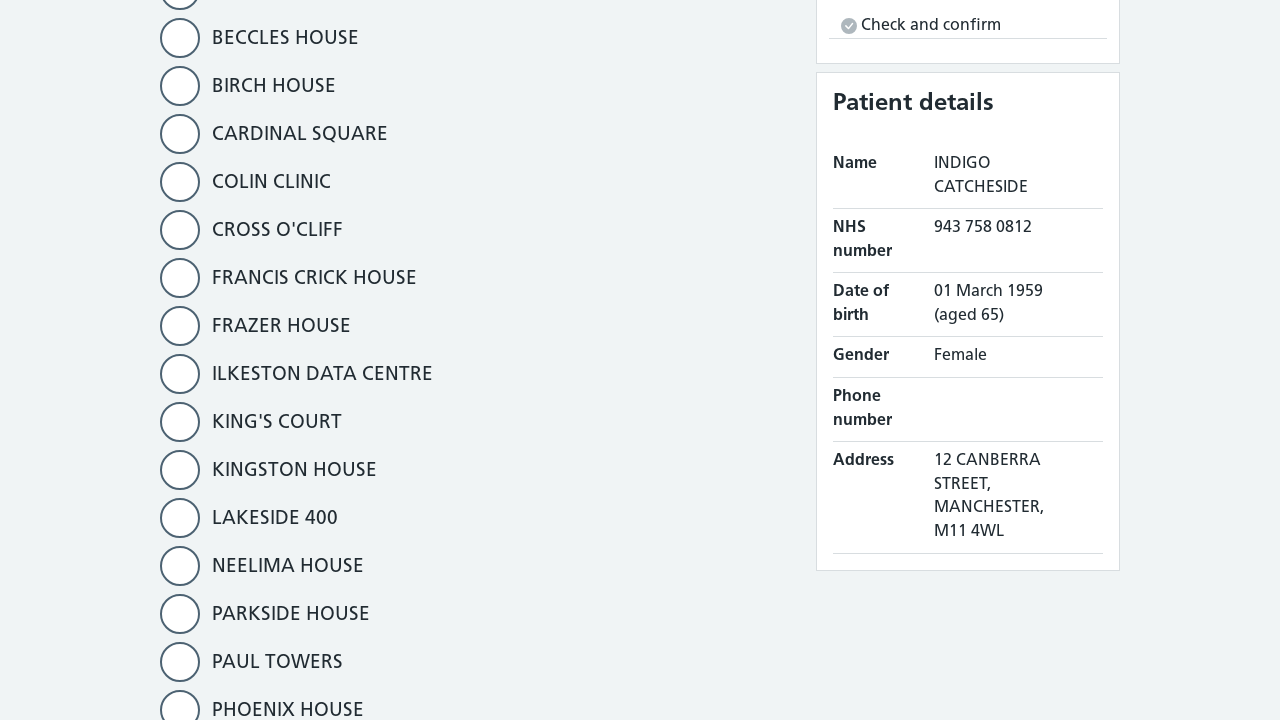 BECCLES HOUSE
BIRCH HOUSE
CARDINAL SQUARE
COLIN CLINIC
CROSS O'CLIFF
FRANCIS CRICK HOUSE
FRAZER HOUSE
ILKESTON DATA CENTRE
KING'S COURT
KINGSTON HOUSE
LAKESIDE 400
NEELIMA HOUSE
PARKSIDE HOUSE
PAUL TOWERS
PHOENIX HOUSE
Check and confirm
Patient details
Name INDIGO
CATCHESIDE
NHS 943 758 0812
number
Date of 01 March 1959
birth (aged 65)
Gender Female
Phone
number
Address 12 CANBERRA
STREET,
MANCHESTER,
M11 4WL